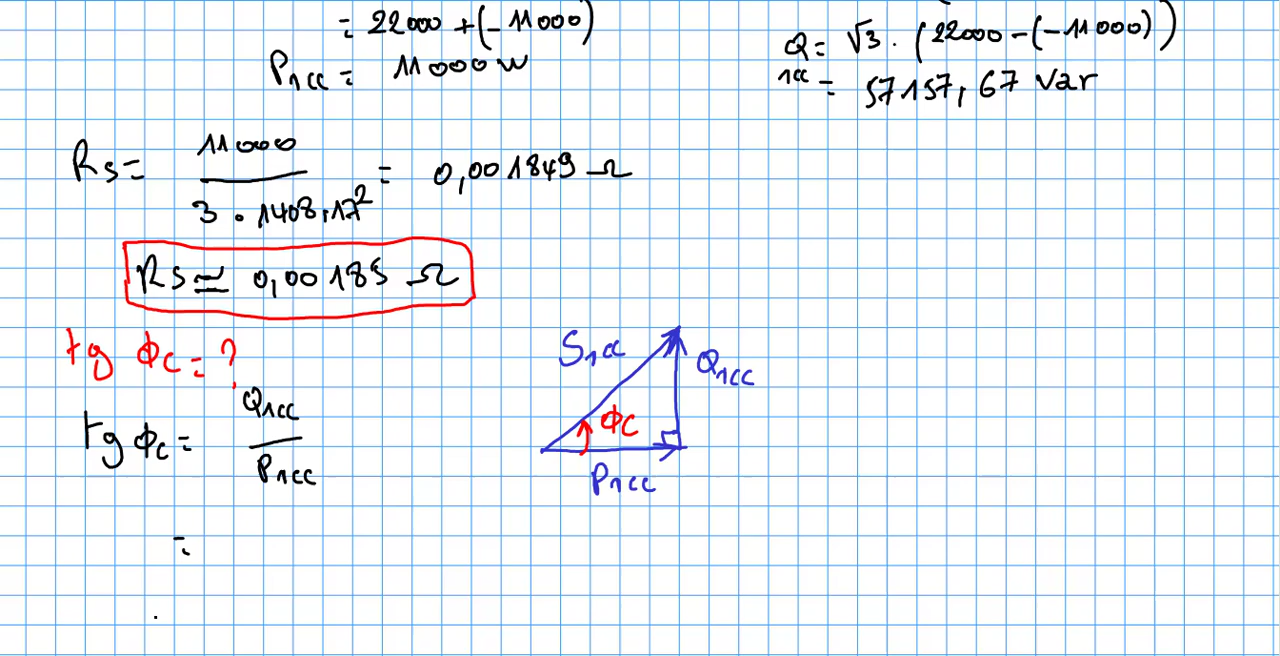 = 22000 + (-11000)
P1cc = 11000 W
Q1cc = √3 . (22000 - (-11000))
= 57157,67 var
Rs = 11000 / 3 . 1408,17² = 0,001849 Ω
Rs ≃ 0,00185 Ω
tg ϕc = ?
tg ϕc = Q1cc / P1cc
=
S1cc
Q1cc
ϕc
P1cc